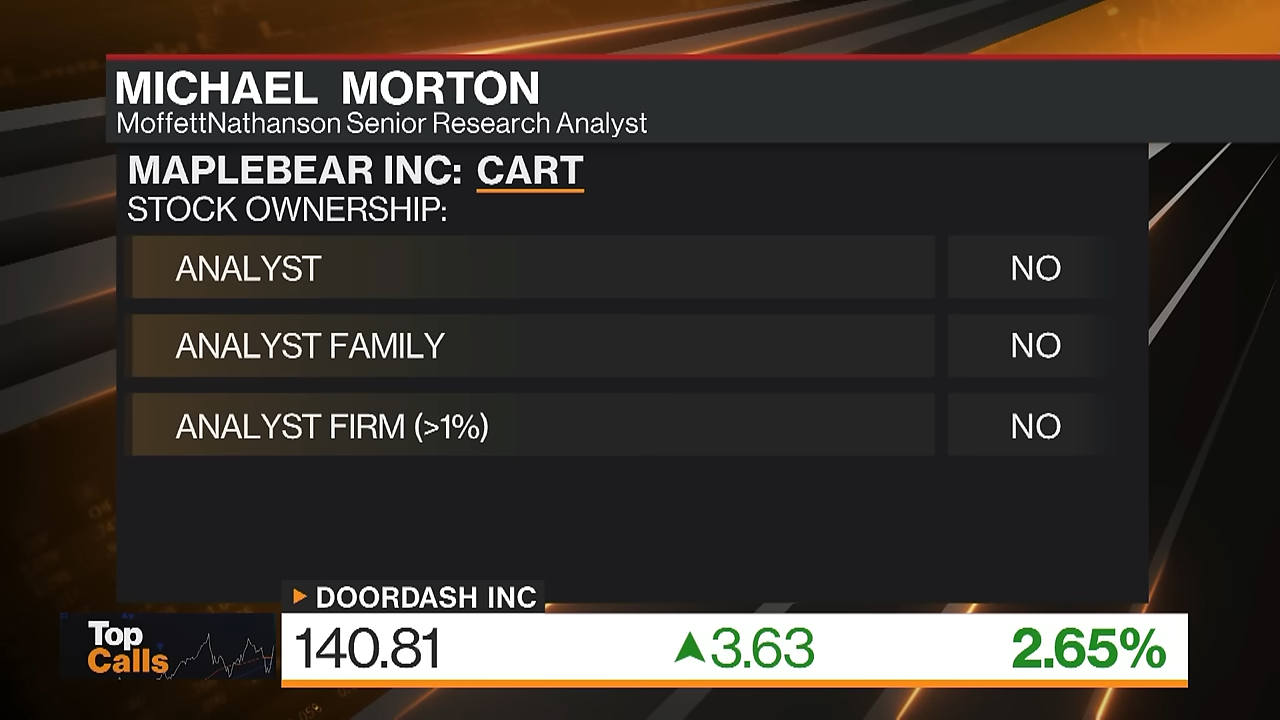 MICHAEL MORTON
MoffettNathanson Senior Research Analyst
MAPLEBEAR INC: CART
STOCK OWNERSHIP:
ANALYST NO
ANALYST FAMILY NO
ANALYST FIRM (>1%) NO
DOORDASH INC
Top
Calls
140.81 ▲3.63 2.65%